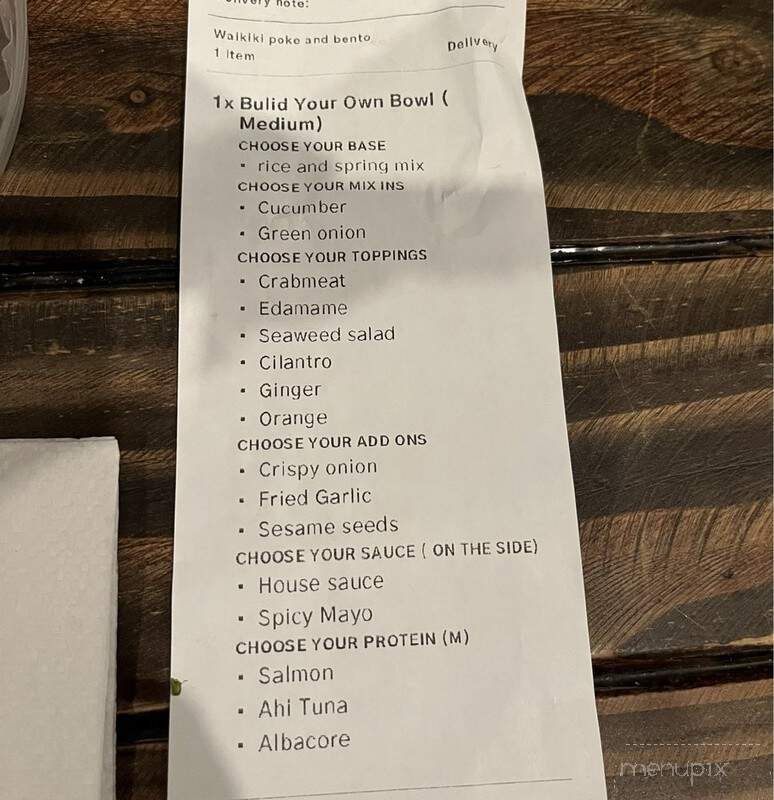 Delivery note:
Waikiki poke and bento
1 item
Delivery
1x Bulid Your Own Bowl (
Medium)
CHOOSE YOUR BASE
▪ rice and spring mix
CHOOSE YOUR MIX INS
▪ Cucumber
▪ Green onion
CHOOSE YOUR TOPPINGS
▪ Crabmeat
▪ Edamame
▪ Seaweed salad
▪ Cilantro
▪ Ginger
▪ Orange
CHOOSE YOUR ADD ONS
▪ Crispy onion
▪ Fried Garlic
▪ Sesame seeds
CHOOSE YOUR SAUCE ( ON THE SIDE)
▪ House sauce
▪ Spicy Mayo
CHOOSE YOUR PROTEIN (M)
▪ Salmon
▪ Ahi Tuna
▪ Albacore
menupix